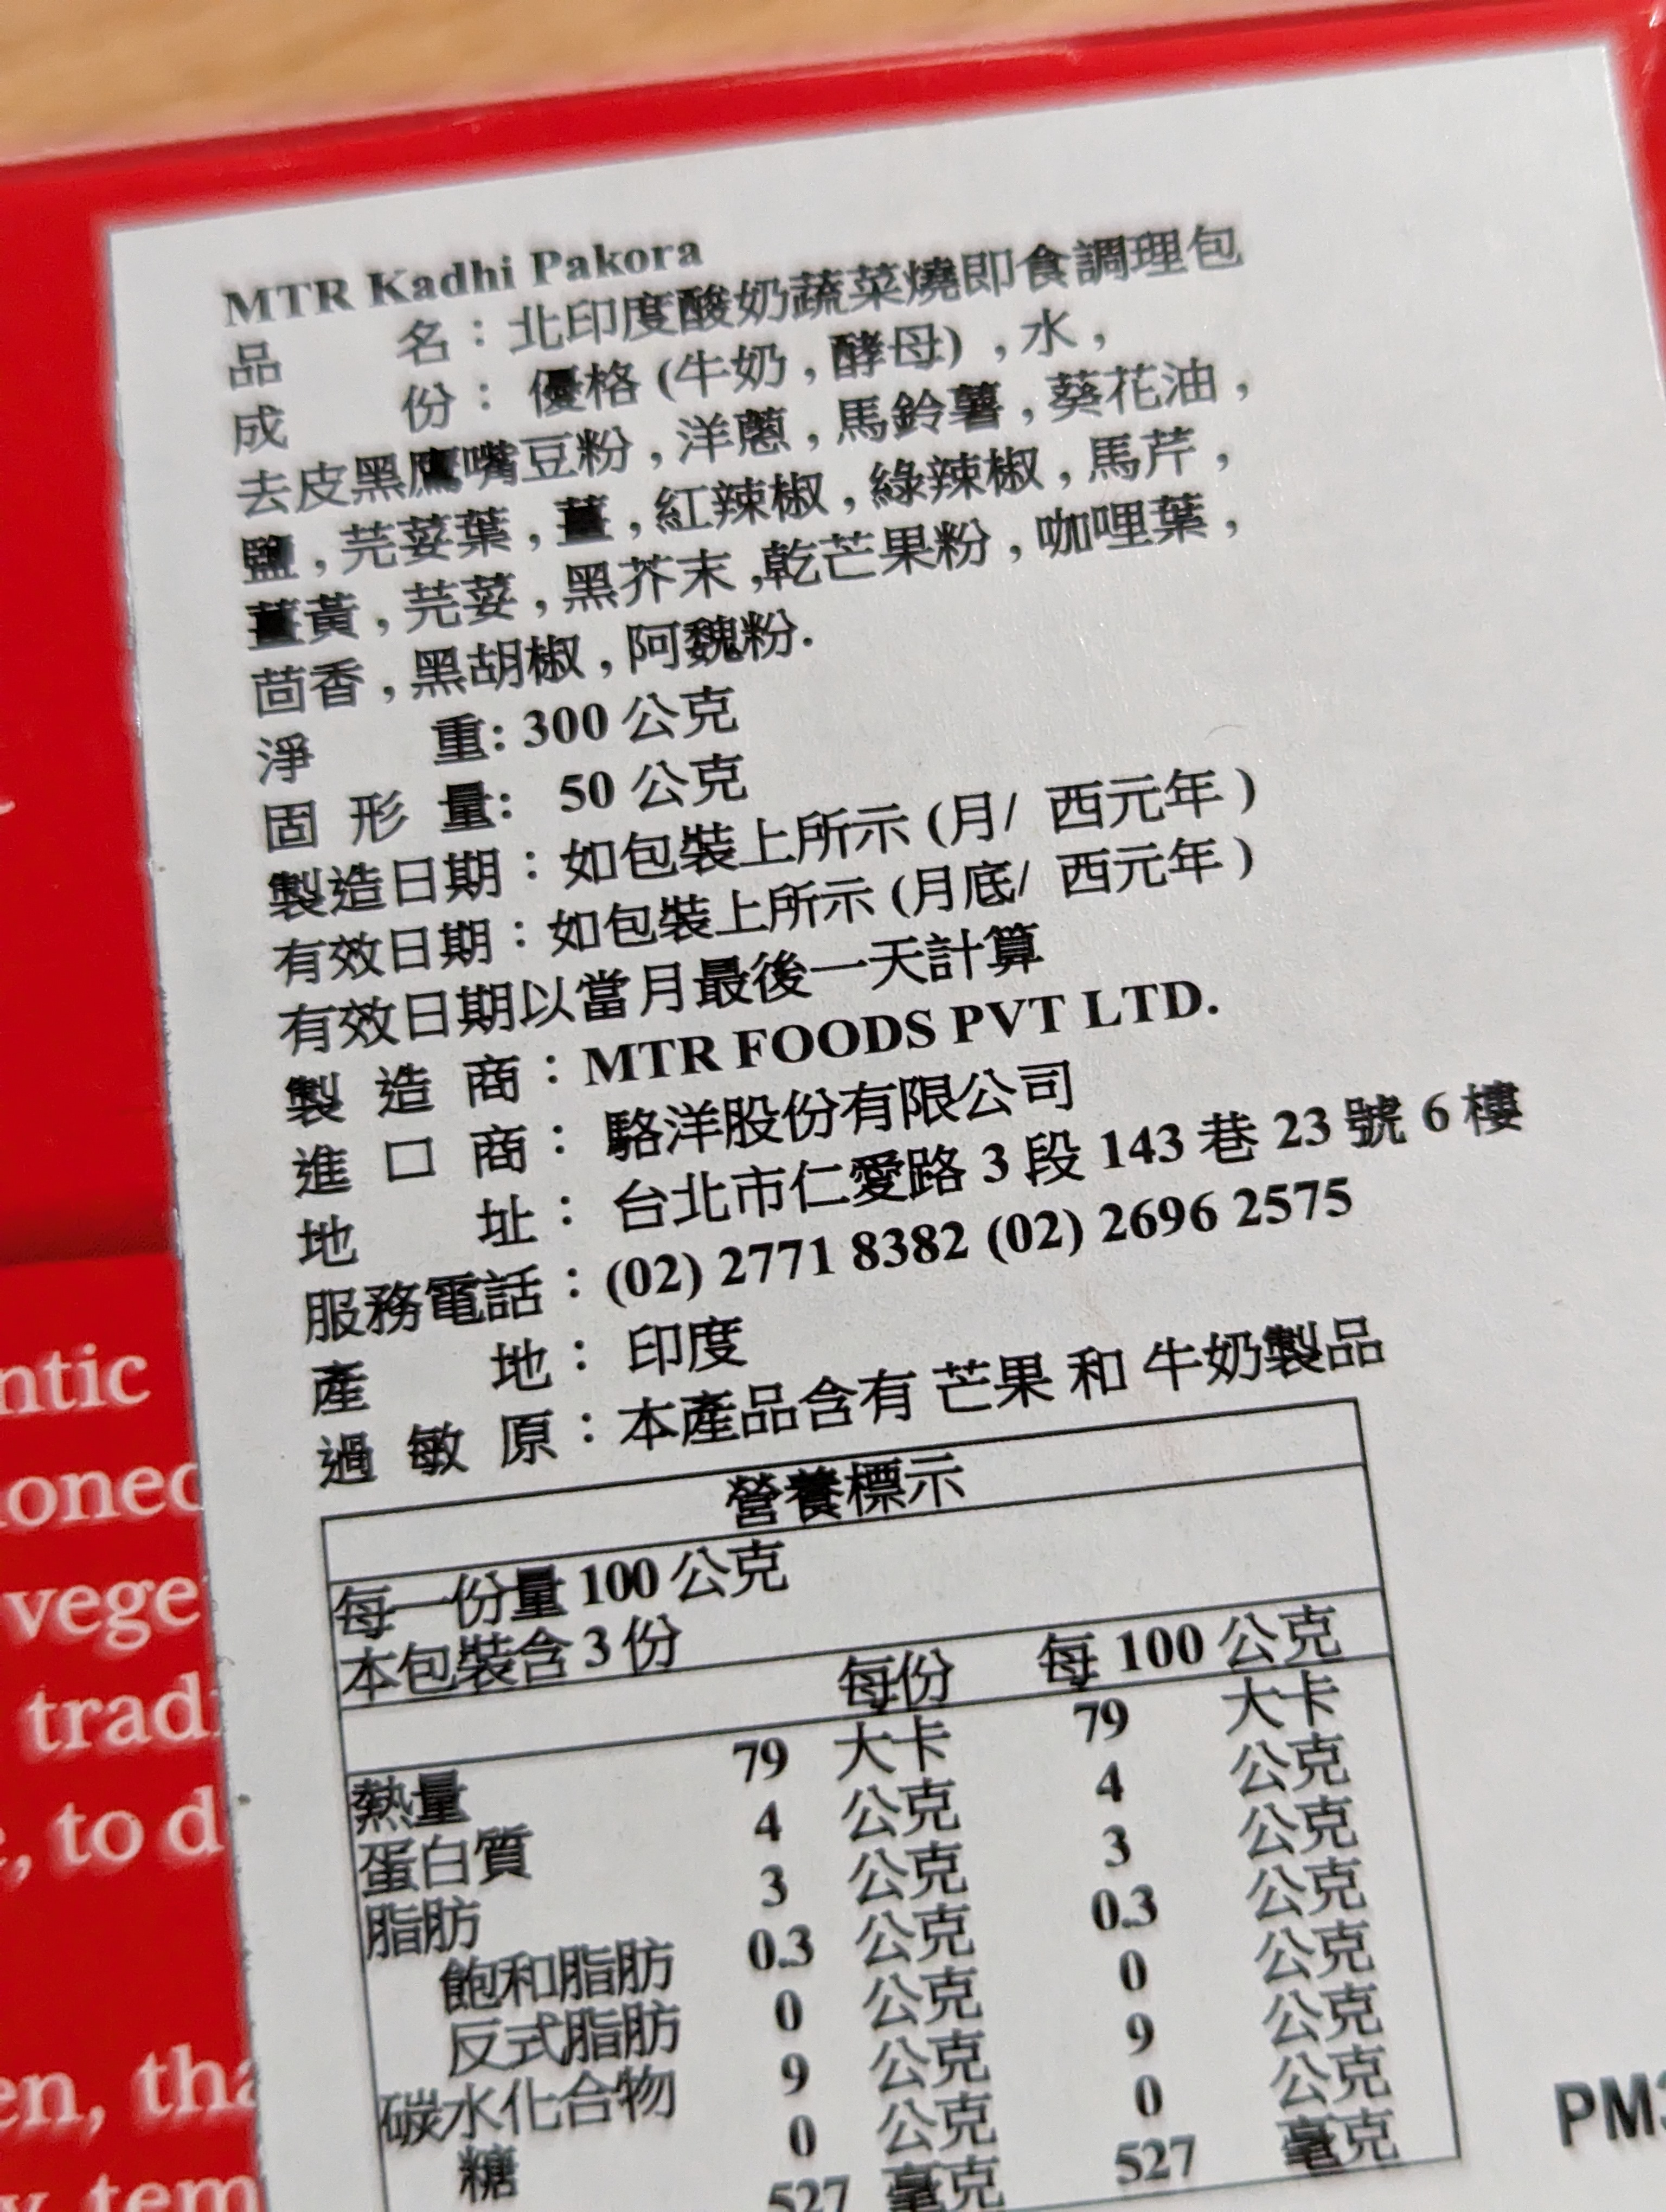 MTR Kadhi Pakora
品 名：北印度酸奶蔬菜燒即食調理包
成 份： 優格 (牛奶 , 酵母) , 水 ,
去皮黑鷹嘴豆粉 , 洋蔥 , 馬鈴薯 , 葵花油 ,
鹽 , 芫荽葉 , 薑 , 紅辣椒 , 綠辣椒 , 馬芹 ,
薑黃 , 芫荽 , 黑芥末 ,乾芒果粉 , 咖哩葉 ,
茴香 , 黑胡椒 , 阿魏粉.
淨 重: 300 公克
固 形 量: 50 公克
製造日期：如包裝上所示 (月/ 西元年 )
有效日期：如包裝上所示 (月底/ 西元年 )
有效日期以當月最後一天計算
製 造 商：MTR FOODS PVT LTD.
進 口 商： 駱洋股份有限公司
地 址： 台北市仁愛路 3 段 143 巷 23 號 6 樓
服務電話：(02) 2771 8382 (02) 2696 2575
產 地： 印度
過 敏 原：本產品含有 芒果 和 牛奶製品
營養標示
每一份量 100 公克
本包裝含 3 份
每份 每 100 公克
熱量 79 大卡 79 大卡
蛋白質 4 公克 4 公克
脂肪 3 公克 3 公克
飽和脂肪 0.3 公克 0.3 公克
反式脂肪 0 公克 0 公克
碳水化合物 9 公克 9 公克
糖 0 公克 0 公克
527 毫克 527 毫克
ntic
oned
vege
trad
, to d
en, tha
y tem
PM3